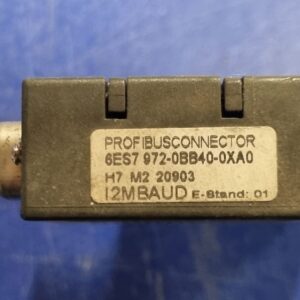 PROFIBUSCONNECTOR
6ES7 972-0BB40-0XA0
H7 M2 20903
12MBAUD E-Stand: 01